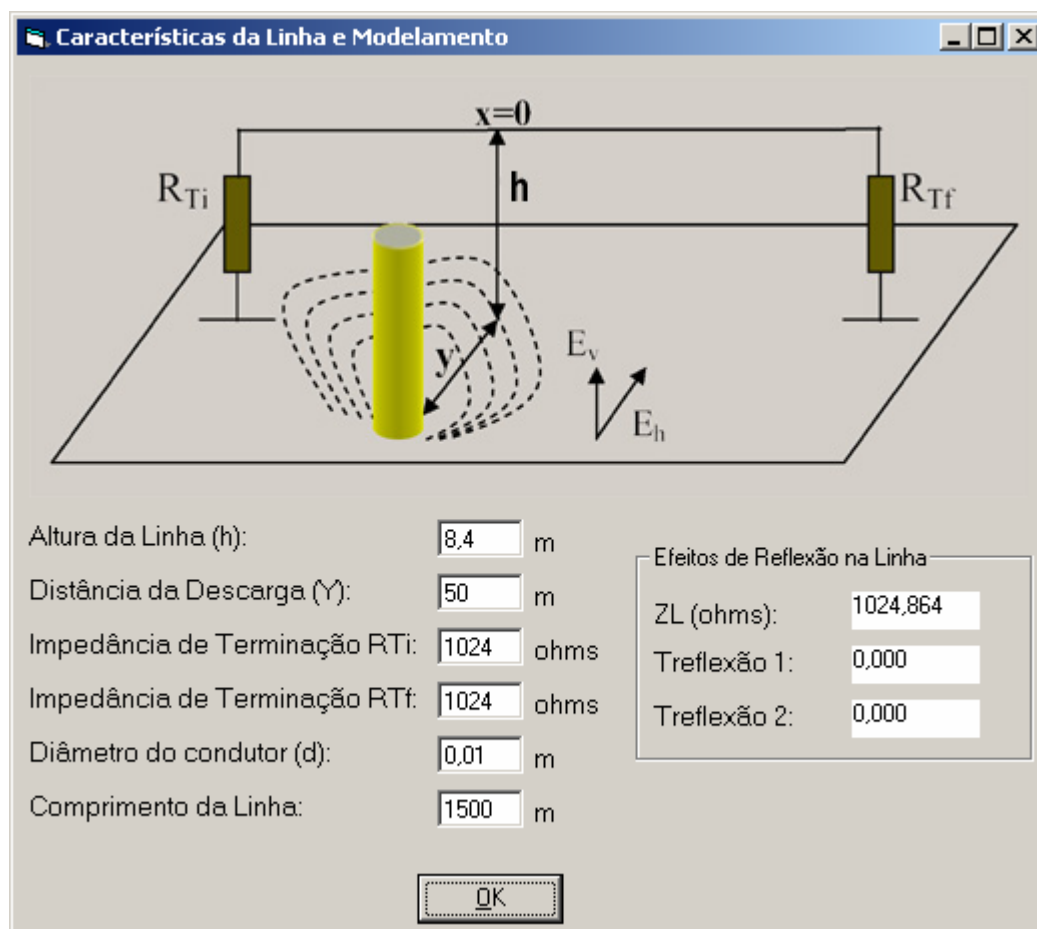 Características da Linha e Modelamento
x=0
R_Ti
h
R_Tf
y
E_v
E_h
Altura da Linha (h): 8,4 m
Distância da Descarga (Y): 50 m
Impedância de Terminação RTi: 1024 ohms
Impedância de Terminação RTf: 1024 ohms
Diâmetro do condutor (d): 0,01 m
Comprimento da Linha: 1500 m
Efeitos de Reflexão na Linha
ZL (ohms): 1024,864
Treflexão 1: 0,000
Treflexão 2: 0,000
OK